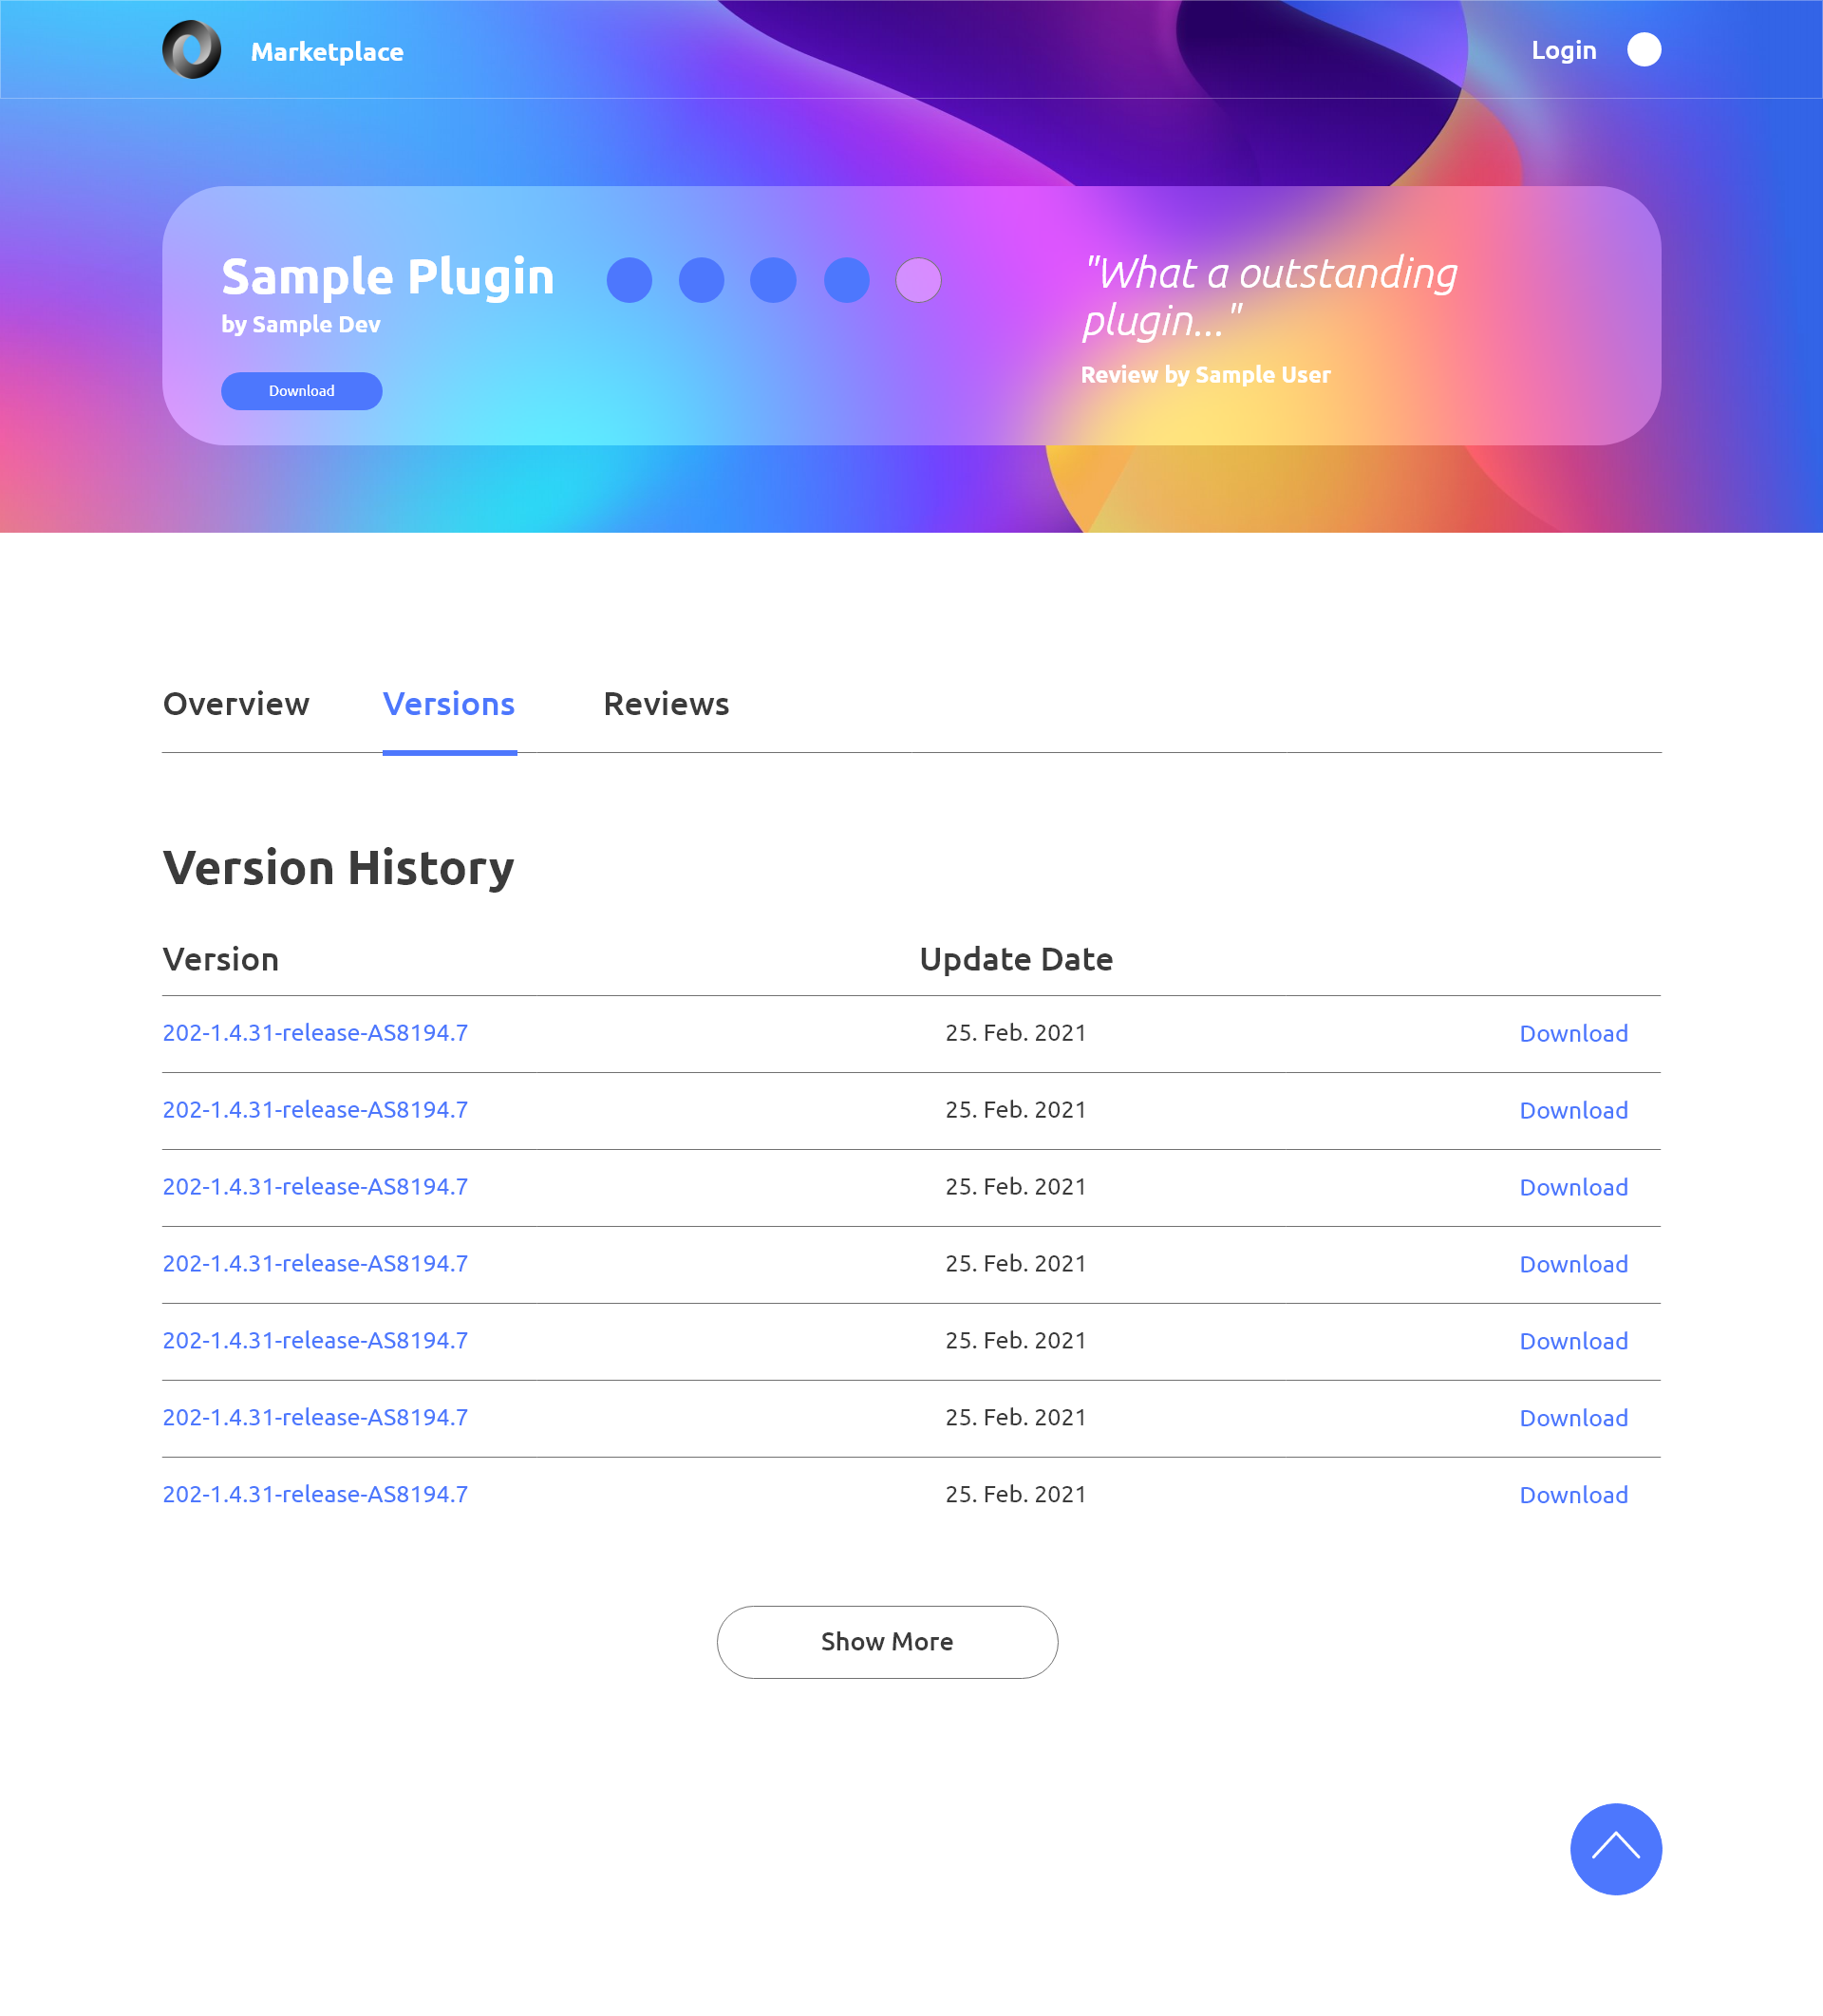 Marketplace
Login
Sample Plugin
by Sample Dev
Download
"What a outstanding
plugin..."
Review by Sample User
Overview
Versions
Reviews
Version History
Version
Update Date
202-1.4.31-release-AS8194.7
25. Feb. 2021
Download
202-1.4.31-release-AS8194.7
25. Feb. 2021
Download
202-1.4.31-release-AS8194.7
25. Feb. 2021
Download
202-1.4.31-release-AS8194.7
25. Feb. 2021
Download
202-1.4.31-release-AS8194.7
25. Feb. 2021
Download
202-1.4.31-release-AS8194.7
25. Feb. 2021
Download
202-1.4.31-release-AS8194.7
25. Feb. 2021
Download
Show More